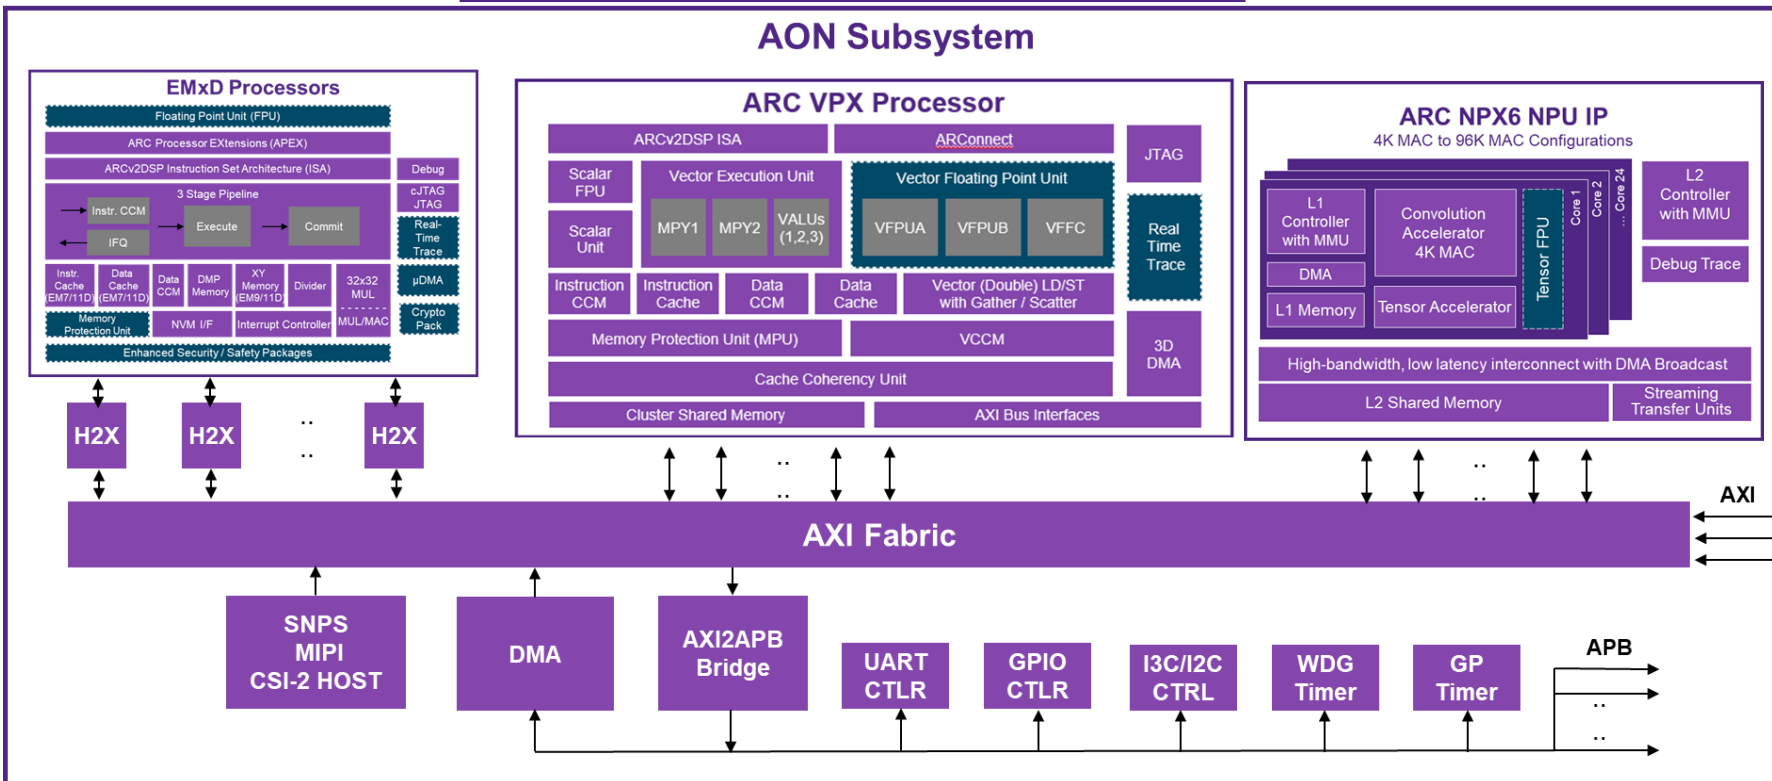 AON Subsystem
EMxD Processors
Floating Point Unit (FPU)
ARC Processor EXtensions (APEX)
ARCv2DSP Instruction Set Architecture (ISA)
Debug
3 Stage Pipeline
cJTAG
JTAG
Instr. CCM
IFQ
Execute
Commit
Real-
Time
Trace
Instr.
Cache
(EM7/11D)
Data
Cache
(EM7/11D)
Data
CCM
DMP
Memory
XY
Memory
(EM9/11D)
Divider
32x32
MUL
MUL/MAC
µDMA
Memory
Protection Unit
NVM I/F
Interrupt Controller
Crypto
Pack
Enhanced Security / Safety Packages
ARC VPX Processor
ARCv2DSP ISA
ARConnect
JTAG
Scalar
FPU
Scalar
Unit
Vector Execution Unit
MPY1
MPY2
VALUs
(1,2,3)
Vector Floating Point Unit
VFPUA
VFPUB
VFFC
Real
Time
Trace
Instruction
CCM
Instruction
Cache
Data
CCM
Data
Cache
Vector (Double) LD/ST
with Gather / Scatter
Memory Protection Unit (MPU)
VCCM
3D
DMA
Cache Coherency Unit
Cluster Shared Memory
AXI Bus Interfaces
ARC NPX6 NPU IP
4K MAC to 96K MAC Configurations
L1
Controller
with MMU
DMA
L1 Memory
Convolution
Accelerator
4K MAC
Tensor Accelerator
Tensor FPU
Core 1
Core 2
... Core 24
L2
Controller
with MMU
Debug Trace
High-bandwidth, low latency interconnect with DMA Broadcast
L2 Shared Memory
Streaming
Transfer Units
H2X
H2X
..
..
H2X
..
..
..
..
AXI Fabric
AXI
SNPS
MIPI
CSI-2 HOST
DMA
AXI2APB
Bridge
UART
CTLR
GPIO
CTLR
I3C/I2C
CTRL
WDG
Timer
GP
Timer
APB
..
..